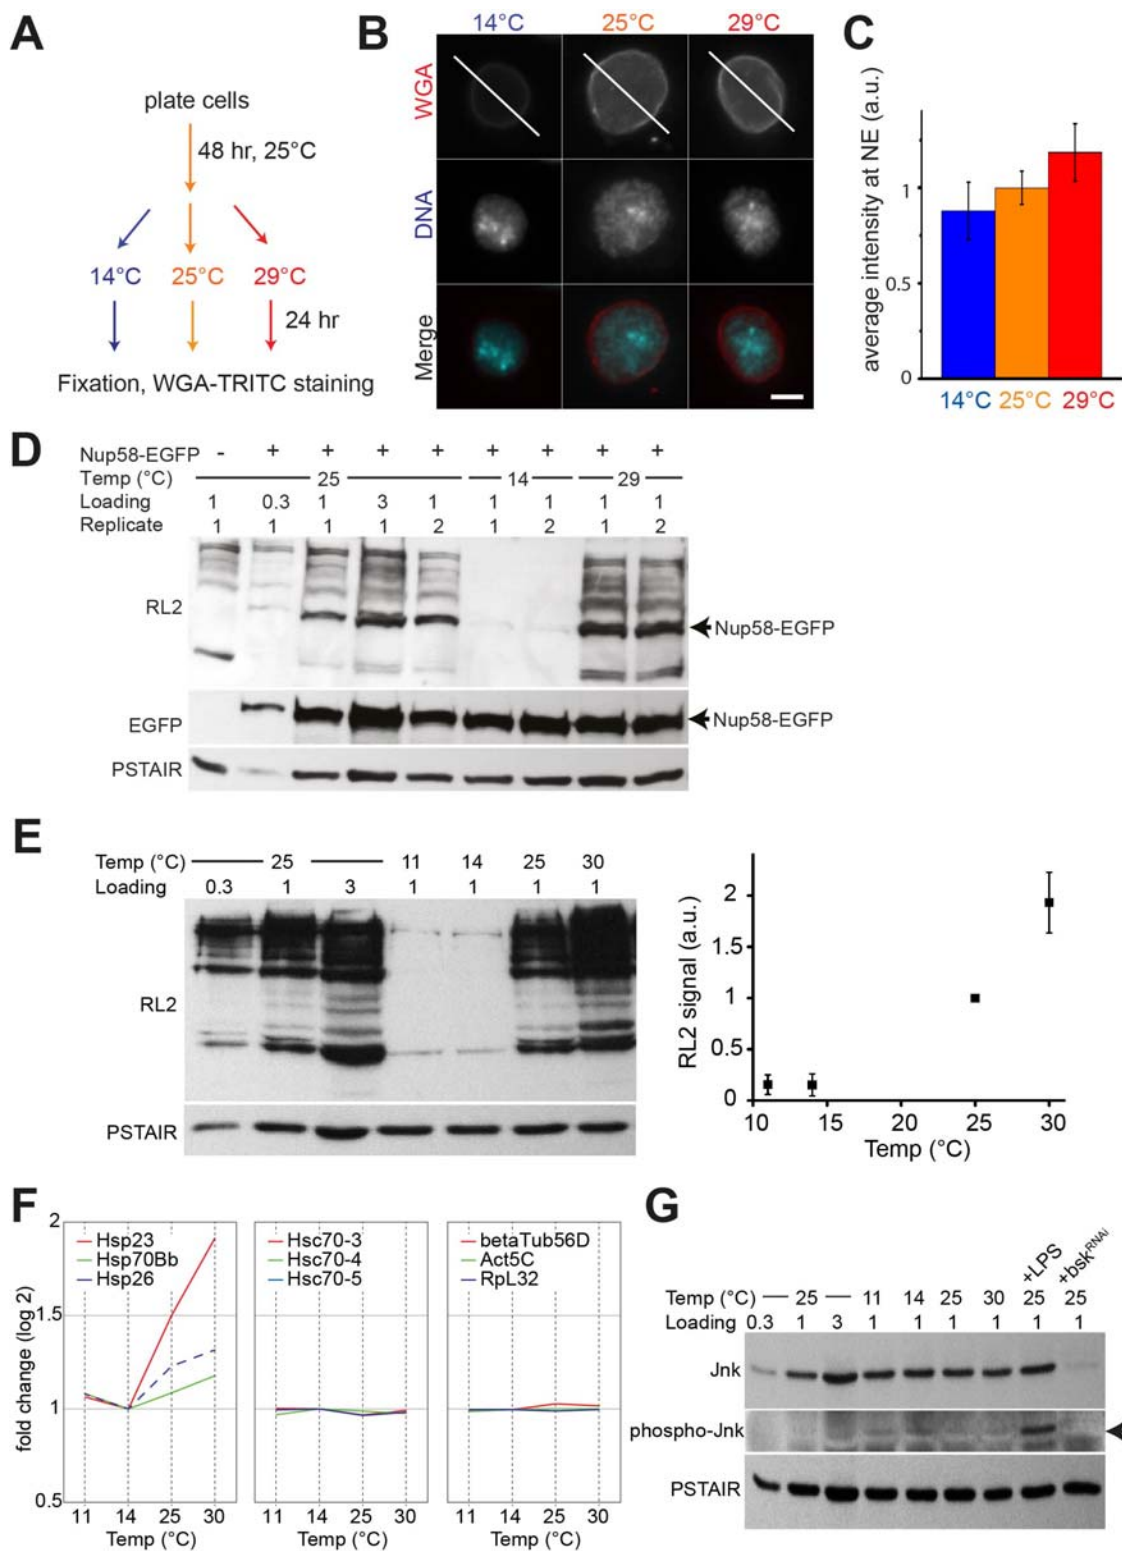 A
plate cells
48 hr, 25°C
14°C 25°C 29°C
24 hr
Fixation, WGA-TRITC staining
B
14°C 25°C 29°C
WGA
DNA
Merge
C
average intensity at NE (a.u.)
1
0.5
0
14°C 25°C 29°C
D
Nup58-EGFP - + + + + + + + +
Temp (°C) 25 14 29
Loading 1 0.3 1 3 1 1 1 1 1
Replicate 1 1 1 1 2 1 2 1 2
RL2
Nup58-EGFP
EGFP
Nup58-EGFP
PSTAIR
E
Temp (°C) 25 11 14 25 30
Loading 0.3 1 3 1 1 1 1
RL2
PSTAIR
RL2 signal (a.u.)
2
1
0.5
0
10 15 20 25 30
Temp (°C)
F
fold change (log 2)
2
1.5
1
0.5
Hsp23
Hsp70Bb
Hsp26
11 14 25 30
Temp (°C)
Hsc70-3
Hsc70-4
Hsc70-5
11 14 25 30
Temp (°C)
betaTub56D
Act5C
RpL32
11 14 25 30
Temp (°C)
G
+LPS +bskRNAi
Temp (°C) 25 11 14 25 30 25 25
Loading 0.3 1 3 1 1 1 1 1 1
Jnk
phospho-Jnk
PSTAIR